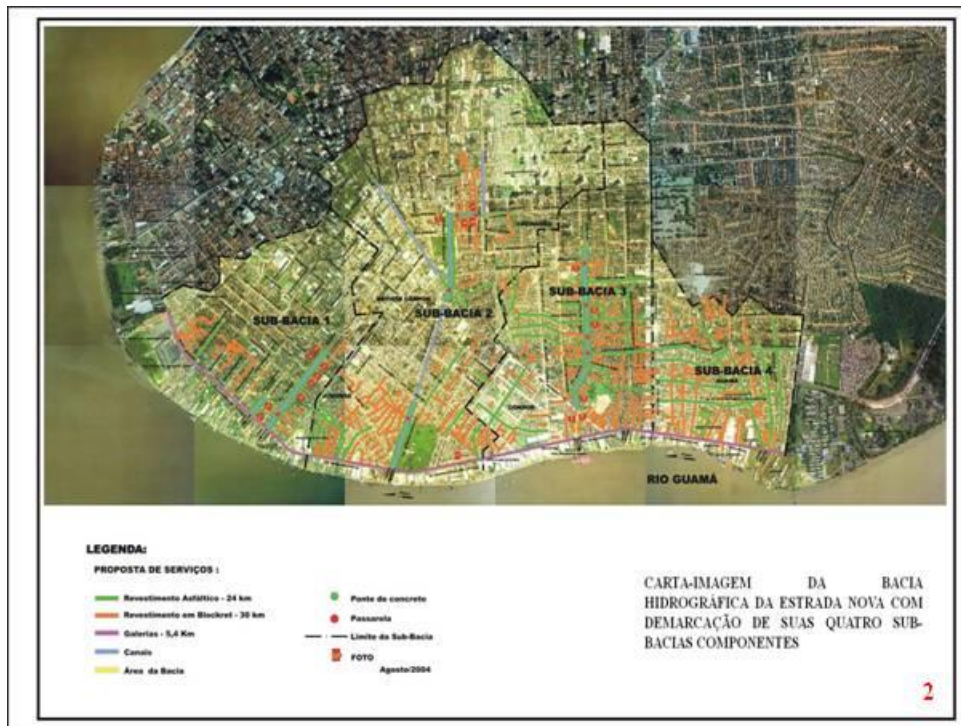 SUB-BACIA 1
SUB-BACIA 2
SUB-BACIA 3
SUB-BACIA 4
RIO GUAMÁ
LEGENDA:
PROPOSTA DE SERVIÇOS :
Revestimento Asfáltico - 24 km
Revestimento em Blockret - 30 km
Galerias - 5,4 Km
Canais
Área da Bacia
Ponte de concreto
Passarela
Limite da Sub-Bacia
FOTO
Agosto/2004
CARTA-IMAGEM DA BACIA
HIDROGRÁFICA DA ESTRADA NOVA COM
DEMARCAÇÃO DE SUAS QUATRO SUB-
BACIAS COMPONENTES
2